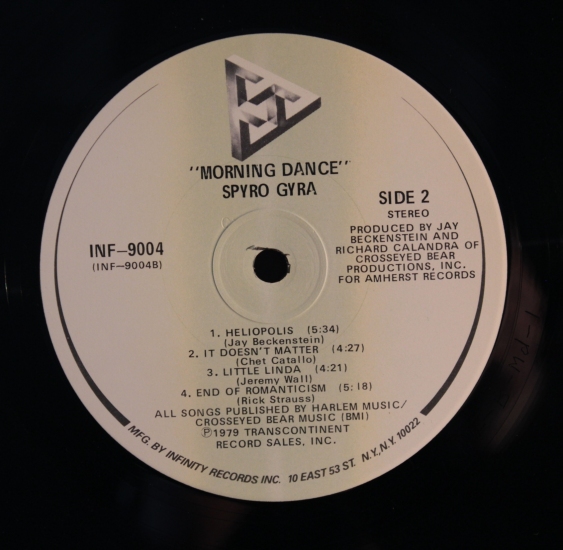 "MORNING DANCE"
SPYRO GYRA
SIDE 2
STEREO
INF-9004
(INF-9004B)
PRODUCED BY JAY
BECKENSTEIN AND
RICHARD CALANDRA OF
CROSSEYED BEAR
PRODUCTIONS, INC.
FOR AMHERST RECORDS
1. HELIOPOLIS (5:34)
(Jay Beckenstein)
2. IT DOESN'T MATTER (4:27)
(Chet Catallo)
3. LITTLE LINDA (4:21)
(Jeremy Wall)
4. END OF ROMANTICISM (5:18)
(Rick Strauss)
ALL SONGS PUBLISHED BY HARLEM MUSIC/
CROSSEYED BEAR MUSIC (BMI)
Ⓟ1979 TRANSCONTINENT
RECORD SALES, INC.
MFG. BY INFINITY RECORDS INC. 10 EAST 53 ST. N.Y., N.Y. 10022